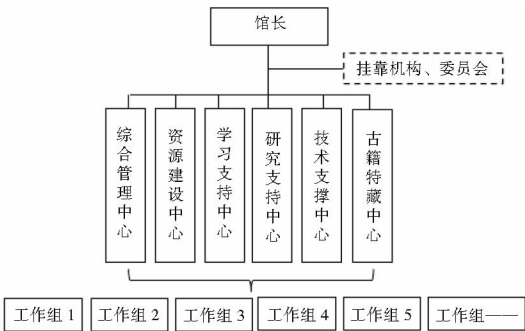 馆长
挂靠机构、委员会
综合管理中心
资源建设中心
学习支持中心
研究支持中心
技术支撑中心
古籍特藏中心
工作组 1
工作组 2
工作组 3
工作组 4
工作组 5
工作组——